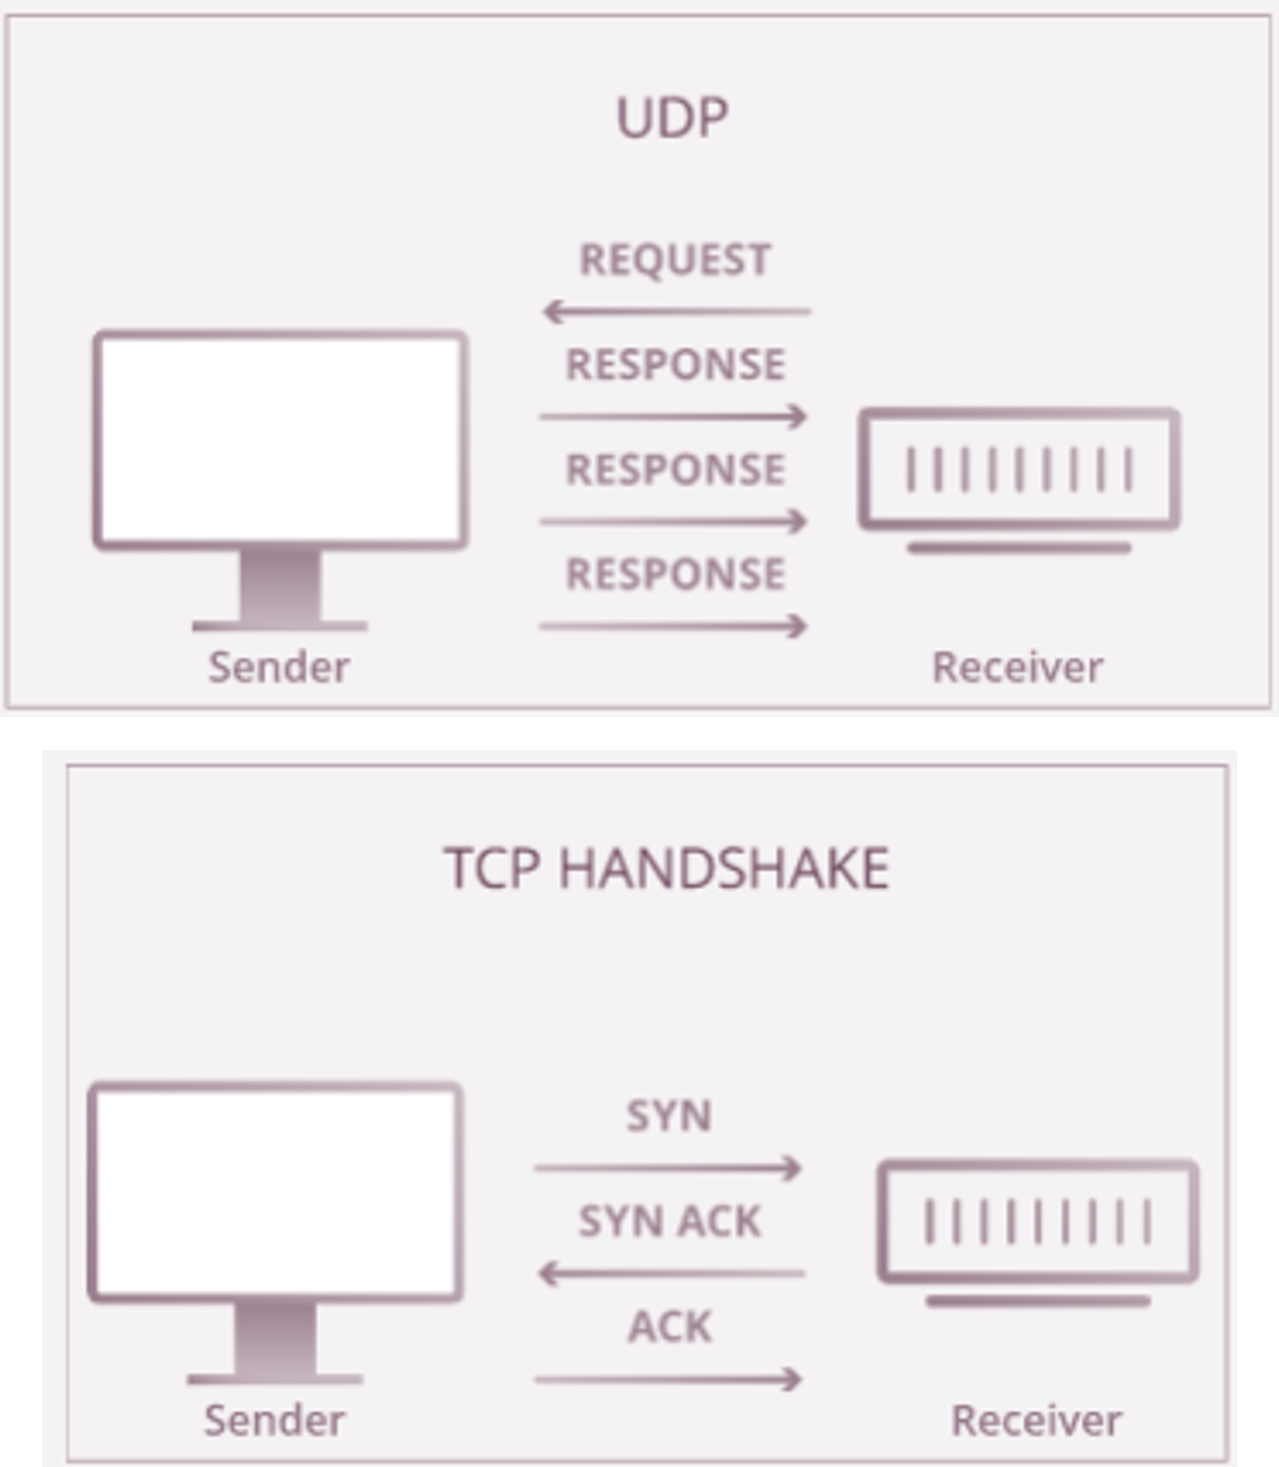 UDP
REQUEST
RESPONSE
RESPONSE
RESPONSE
Sender
Receiver
TCP HANDSHAKE
SYN
SYN ACK
ACK
Sender
Receiver